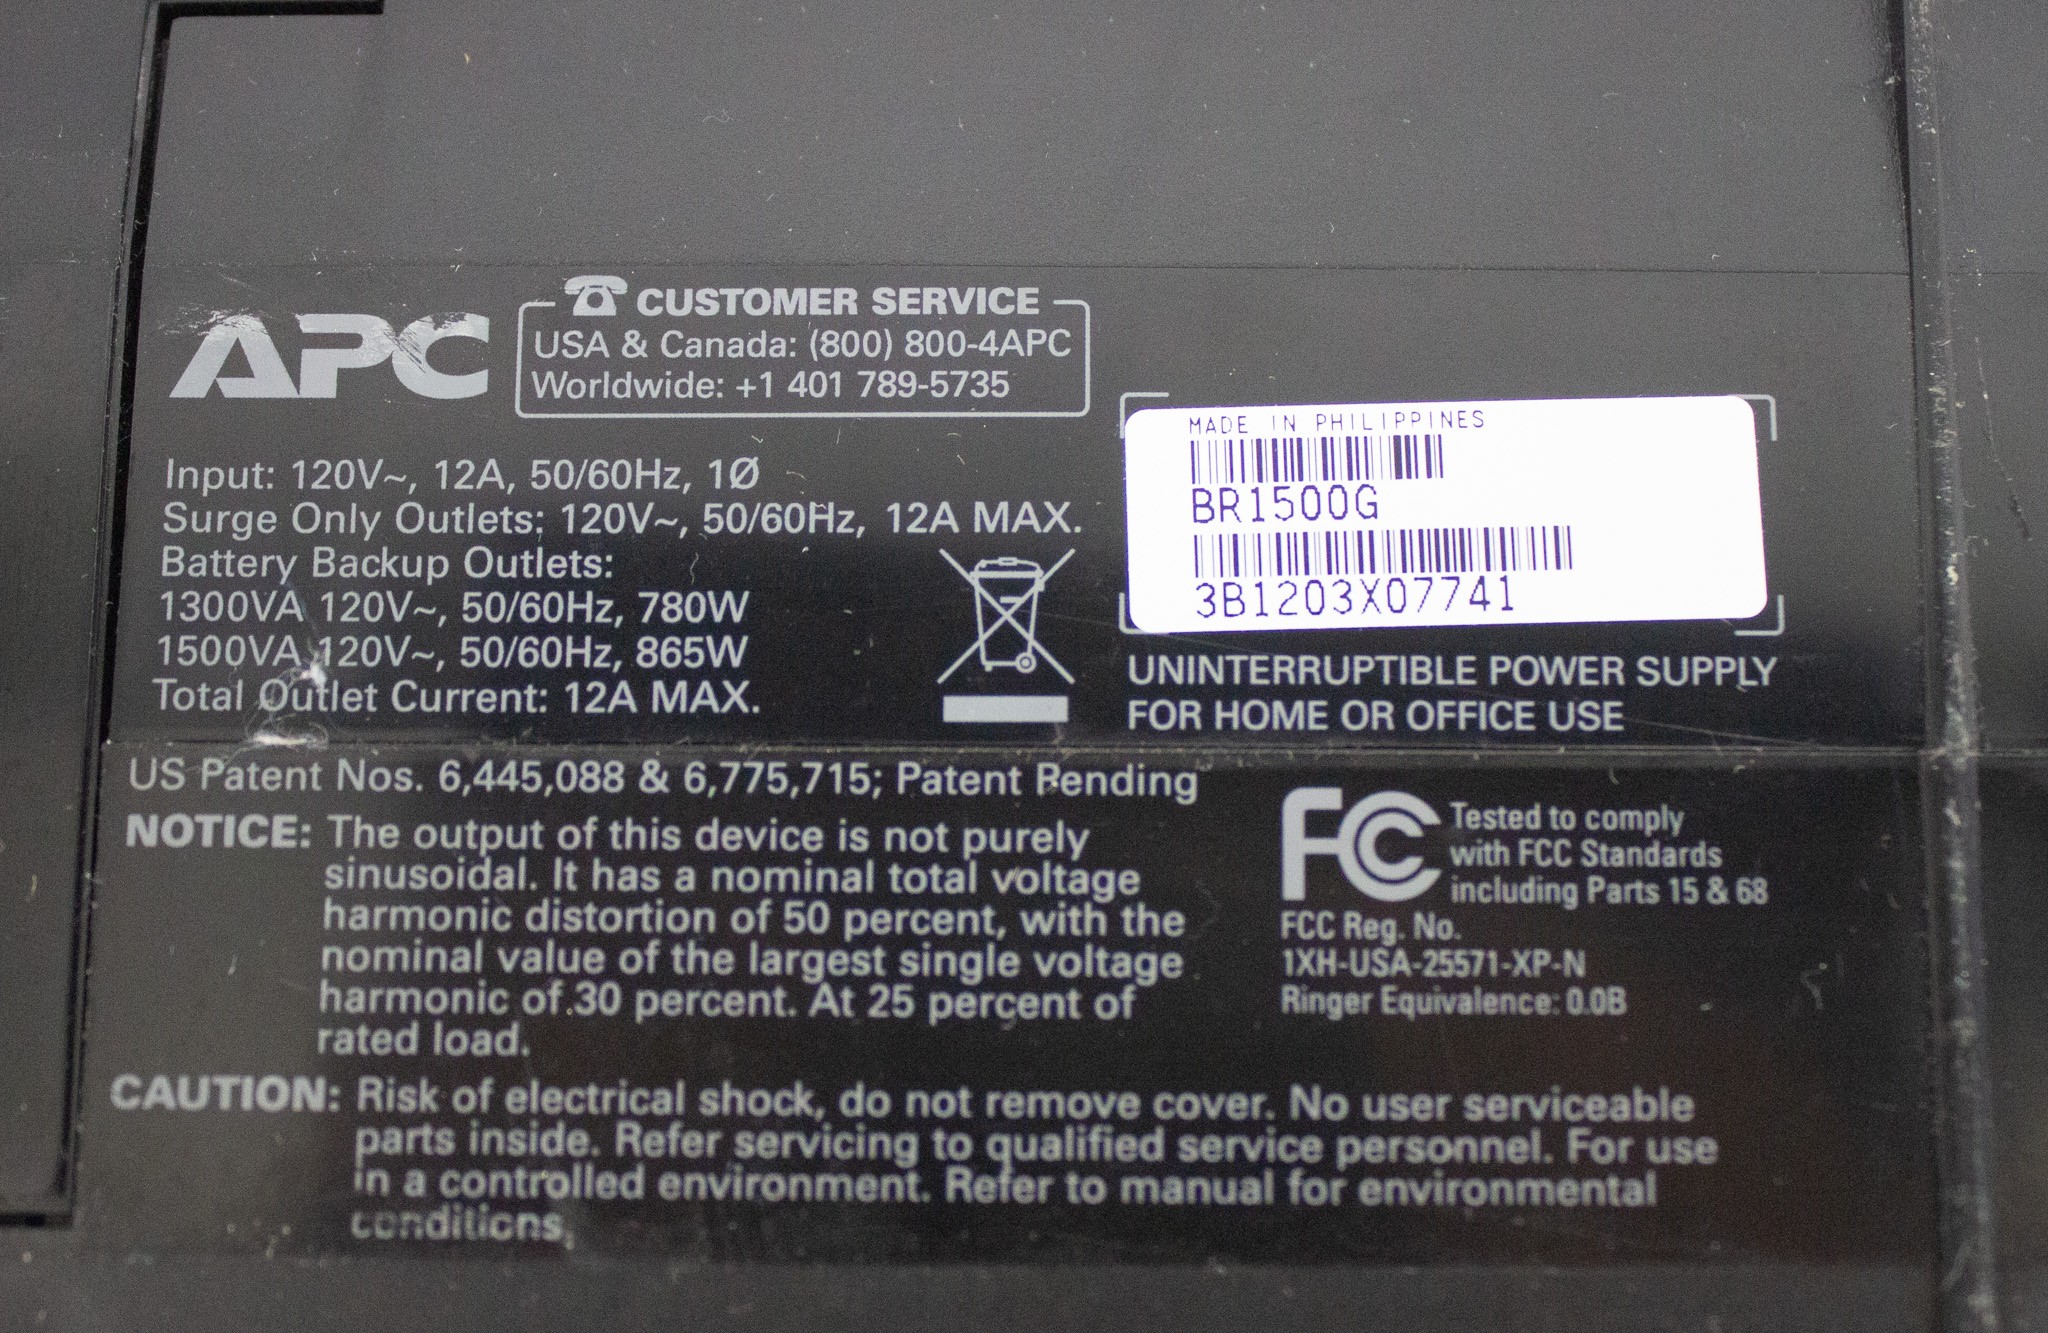 APC
CUSTOMER SERVICE
USA & Canada: (800) 800-4APC
Worldwide: +1 401 789-5735
Input: 120V~, 12A, 50/60Hz, 1Ø
Surge Only Outlets: 120V~, 50/60Hz, 12A MAX.
Battery Backup Outlets:
1300VA 120V~, 50/60Hz, 780W
1500VA 120V~, 50/60Hz, 865W
Total Outlet Current: 12A MAX.
MADE IN PHILIPPINES
BR1500G
3B1203X07741
UNINTERRUPTIBLE POWER SUPPLY
FOR HOME OR OFFICE USE
US Patent Nos. 6,445,088 & 6,775,715; Patent Pending
NOTICE: The output of this device is not purely
sinusoidal. It has a nominal total voltage
harmonic distortion of 50 percent, with the
nominal value of the largest single voltage
harmonic of 30 percent. At 25 percent of
rated load.
FC
Tested to comply
with FCC Standards
including Parts 15 & 68
FCC Reg. No.
1XH-USA-25571-XP-N
Ringer Equivalence: 0.0B
CAUTION: Risk of electrical shock, do not remove cover. No user serviceable
parts inside. Refer servicing to qualified service personnel. For use
in a controlled environment. Refer to manual for environmental
conditions.